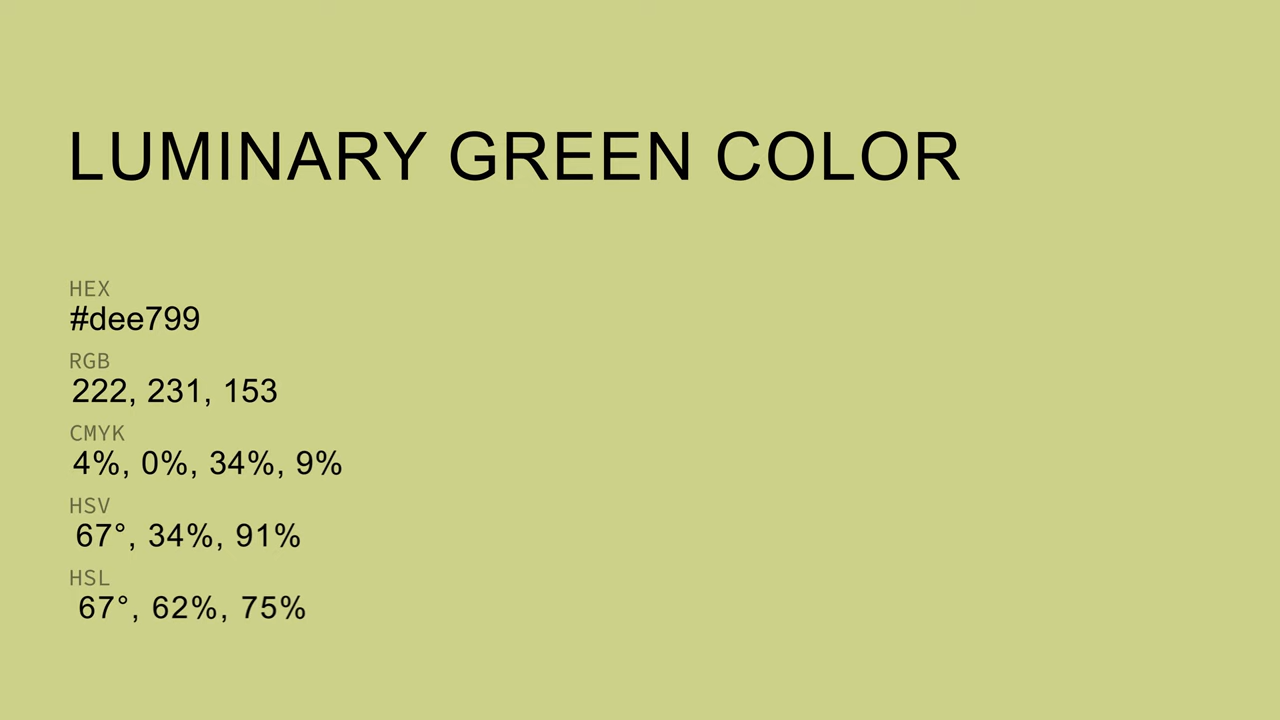 LUMINARY GREEN COLOR
HEX
#dee799
RGB
222, 231, 153
CMYK
4%, 0%, 34%, 9%
HSV
67°, 34%, 91%
HSL
67°, 62%, 75%